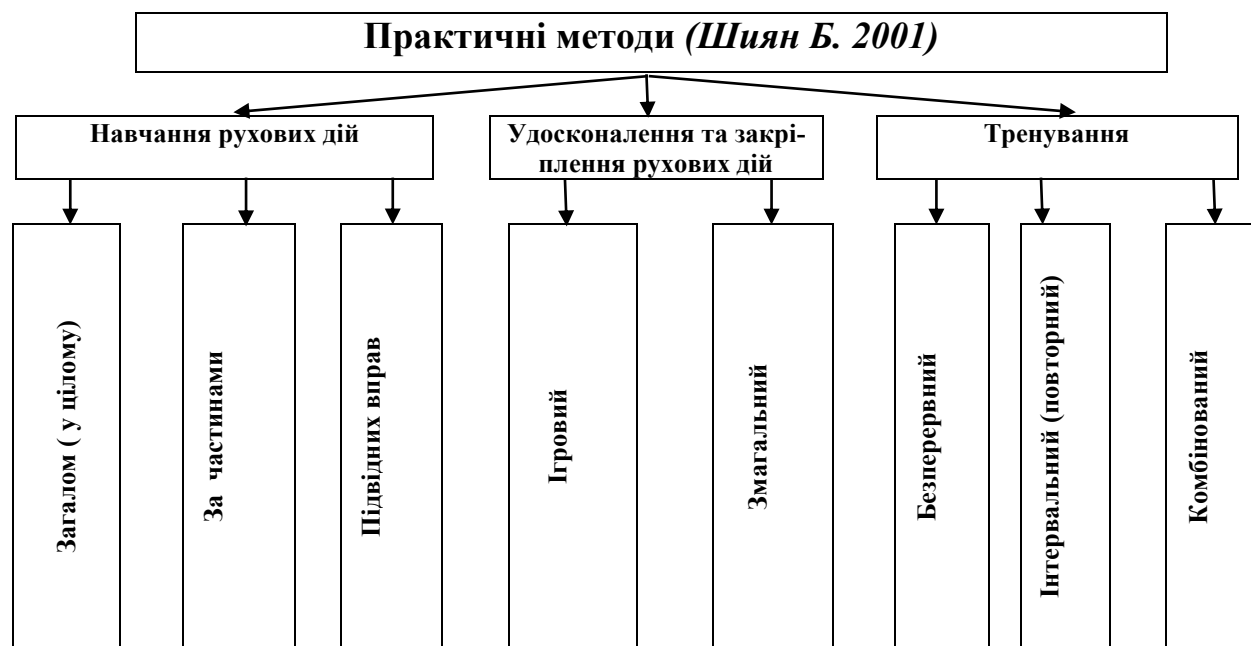 Практичні методи (Шиян Б. 2001)
Навчання рухових дій
Удосконалення та закрі-
плення рухових дій
Тренування
Загалом ( у цілому)
За частинами
Підвідних вправ
Ігровий
Змагальний
Безперервний
Інтервальний (повторний)
Комбінований